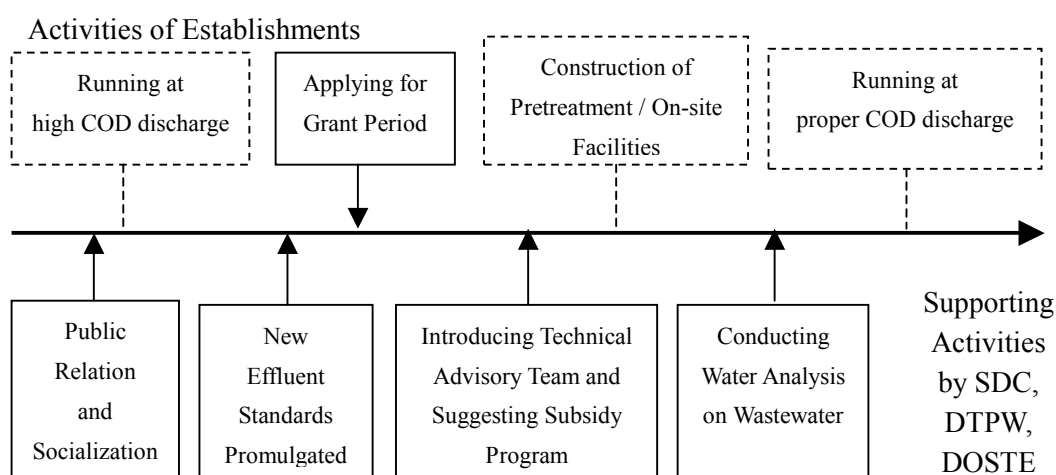 Activities of Establishments
Running at
high COD discharge
Applying for
Grant Period
Construction of
Pretreatment / On-site
Facilities
Running at
proper COD discharge
Public
Relation
and
Socialization
New
Effluent
Standards
Promulgated
Introducing Technical
Advisory Team and
Suggesting Subsidy
Program
Conducting
Water Analysis
on Wastewater
Supporting
Activities
by SDC,
DTPW,
DOSTE